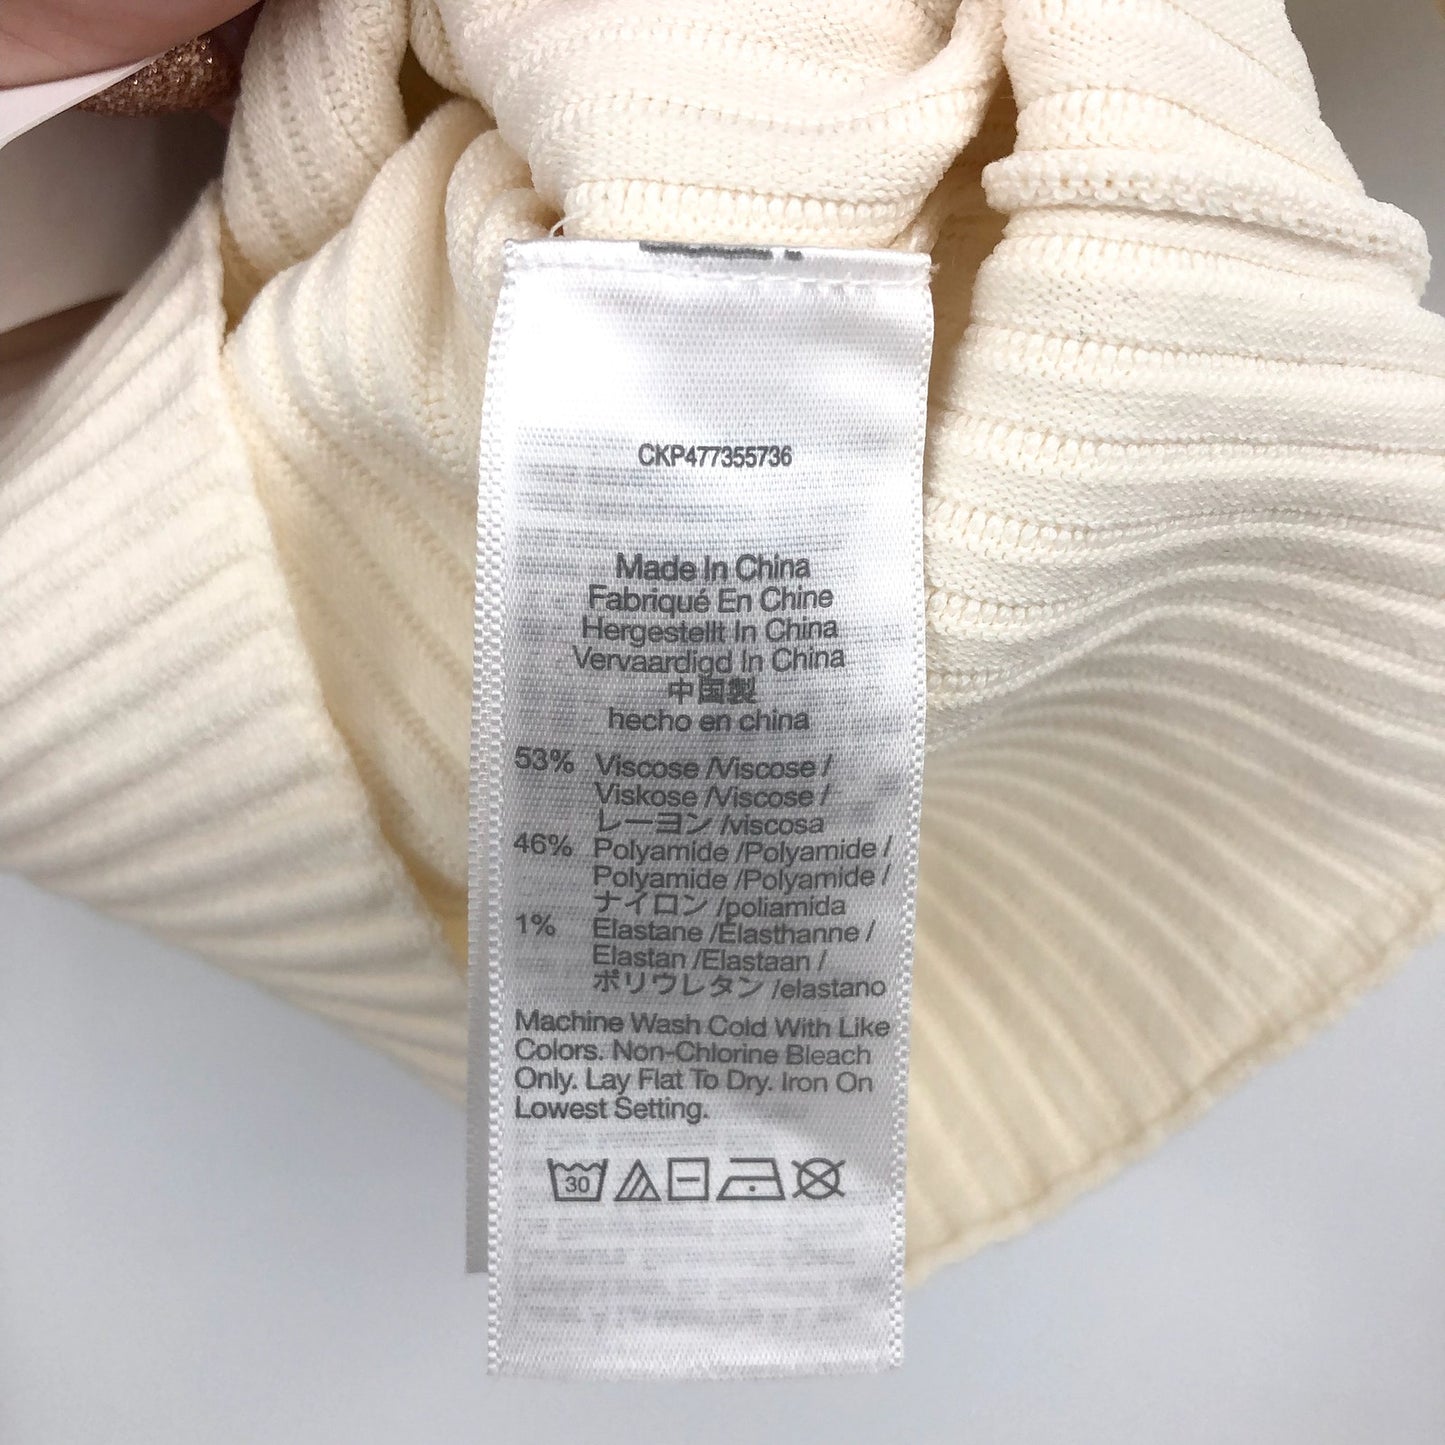 CKP477355736
Made In China
Fabriqué En Chine
Hergestellt In China
Vervaardigd In China
中国製
hecho en china
53% Viscose /Viscose /
Viskose /Viscose /
レーヨン /viscosa
46% Polyamide /Polyamide /
Polyamide /Polyamide /
ナイロン /poliamida
1% Elastane /Élasthanne /
Elastan /Elastaan /
ポリウレタン /elastano
Machine Wash Cold With Like
Colors. Non-Chlorine Bleach
Only. Lay Flat To Dry. Iron On
Lowest Setting.
30